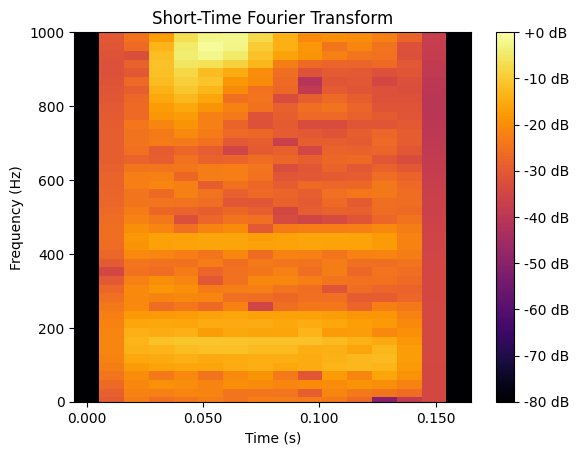 Short-Time Fourier Transform
Frequency (Hz)
1000
800
600
400
200
0
0.000
0.050
0.100
0.150
Time (s)
+0 dB
-10 dB
-20 dB
-30 dB
-40 dB
-50 dB
-60 dB
-70 dB
-80 dB